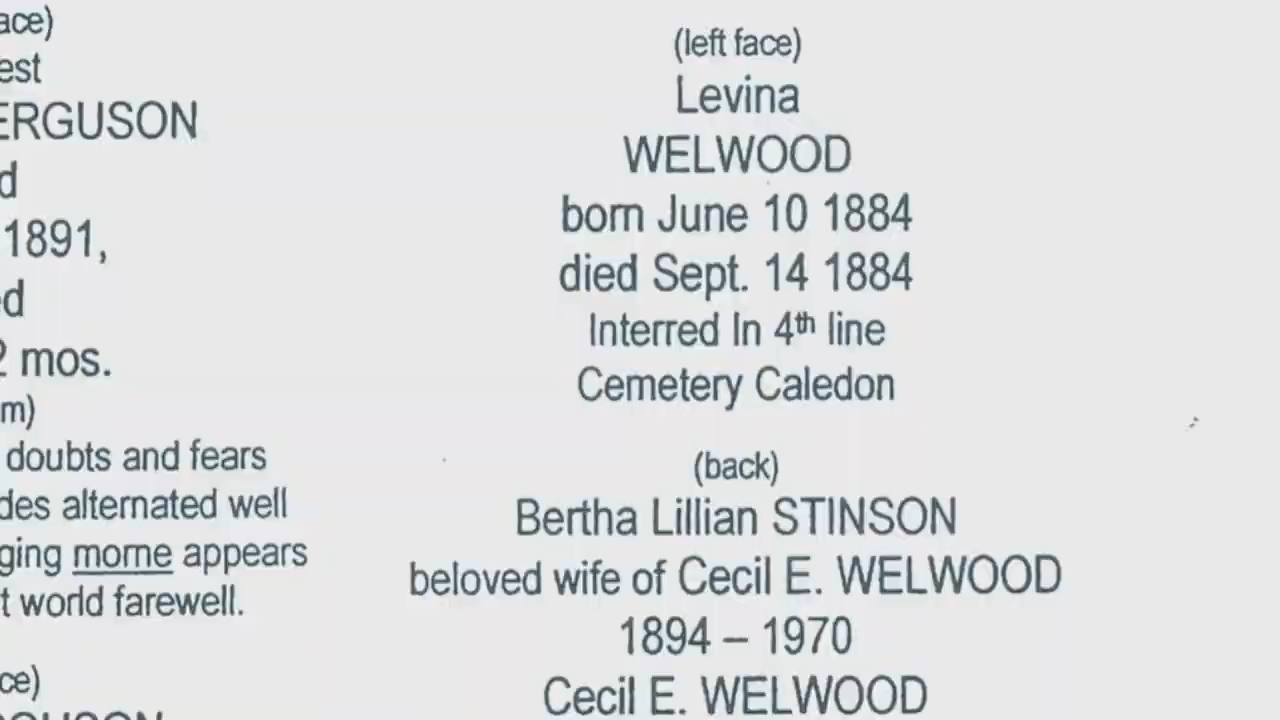 ace)
est
ERGUSON
d
1891,
ed
2 mos.
m)
doubts and fears
des alternated well
ging morne appears
t world farewell.
ce)
(left face)
Levina
WELWOOD
born June 10 1884
died Sept. 14 1884
Interred In 4th line
Cemetery Caledon
(back)
Bertha Lillian STINSON
beloved wife of Cecil E. WELWOOD
1894 – 1970
Cecil E. WELWOOD